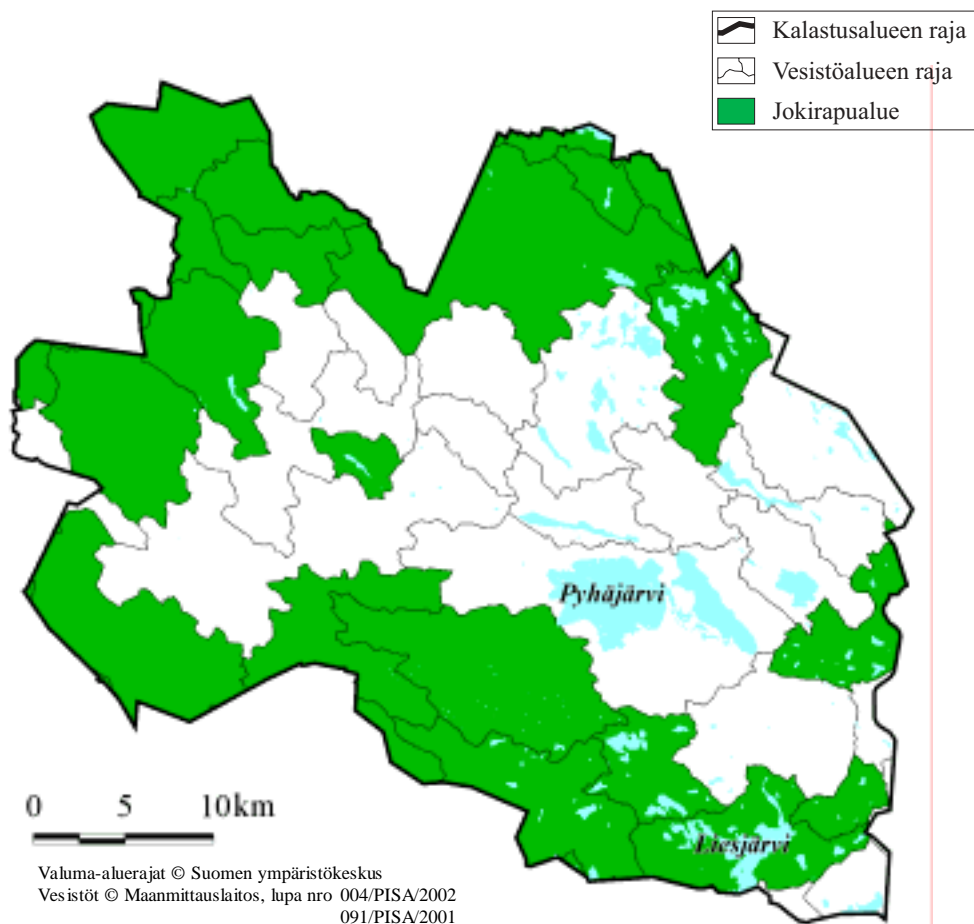 Kalastusalueen raja
Vesistöalueen raja
Jokirapualue
Pyhäjärvi
Liesjärvi
0 5 10km
Valuma-aluerajat © Suomen ympäristökeskus
Vesistöt © Maanmittauslaitos, lupa nro 004/PISA/2002
091/PISA/2001